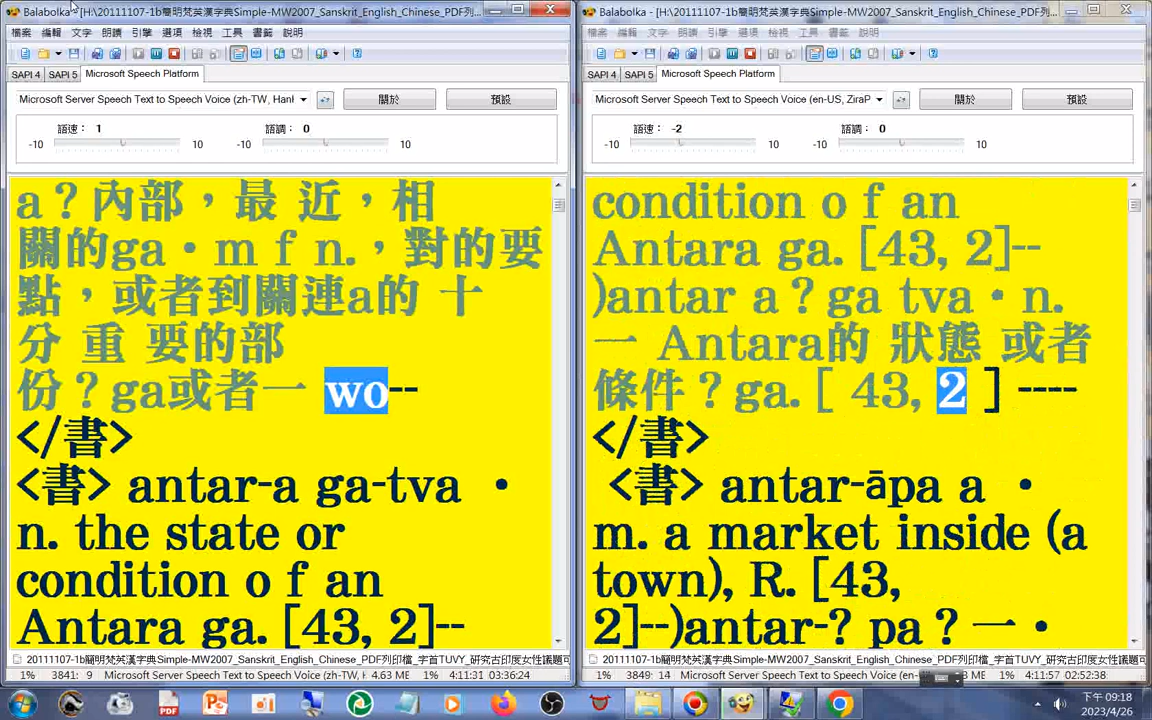 Balabolka - [H:\20111107-1b簡明梵英漢字典Simple-MW2007_Sanskrit_English_Chinese_PDF列...
檔案 編輯 文字 朗讀 引擎 選項 檢視 工具 書籤 說明
SAPI 4 SAPI 5 Microsoft Speech Platform
Microsoft Server Speech Text to Speech Voice (zh-TW, HanH 關於 預設
語速： 1 語調： 0
-10 10 -10 10
a？內部，最 近，相
關的ga・m f n.，對的要
點，或者到關連a的 十
分 重 要的部
份？ga或者一 wo--
</書>
<書> antar-a ga-tva ・
n. the state or
condition o f an
Antara ga. [43, 2]--
20111107-1b簡明梵英漢字典Simple-MW2007_Sanskrit_English_Chinese_PDF列印檔_字首TUVY_研究古印度女性議題可
1% 3841: 9 Microsoft Server Speech Text to Speech Voice (zh-TW, H 4.63 MB 1% 4:11:31 03:36:24
Balabolka - [H:\20111107-1b簡明梵英漢字典Simple-MW2007_Sanskrit_English_Chinese_PDF列...
檔案 編輯 文字 朗讀 引擎 選項 檢視 工具 書籤 說明
SAPI 4 SAPI 5 Microsoft Speech Platform
Microsoft Server Speech Text to Speech Voice (en-US, ZiraP 關於 預設
語速： -2 語調： 0
-10 10 -10 10
condition o f an
Antara ga. [43, 2]--
)antar a？ga tva・n.
一 Antara的 狀態 或者
條件？ga. [ 43, 2 ] ----
</書>
<書> antar-āpa a ・
m. a market inside (a
town), R. [43,
2]--)antar-? pa？一・
20111107-1b簡明梵英漢字典Simple-MW2007_Sanskrit_English_Chinese_PDF列印檔_字首TUVY_研究古印度女性議題可
1% 3849: 14 Microsoft Server Speech Text to Speech Voice 1% 4:11:57 02:52:38
下午 09:18
2023/4/26